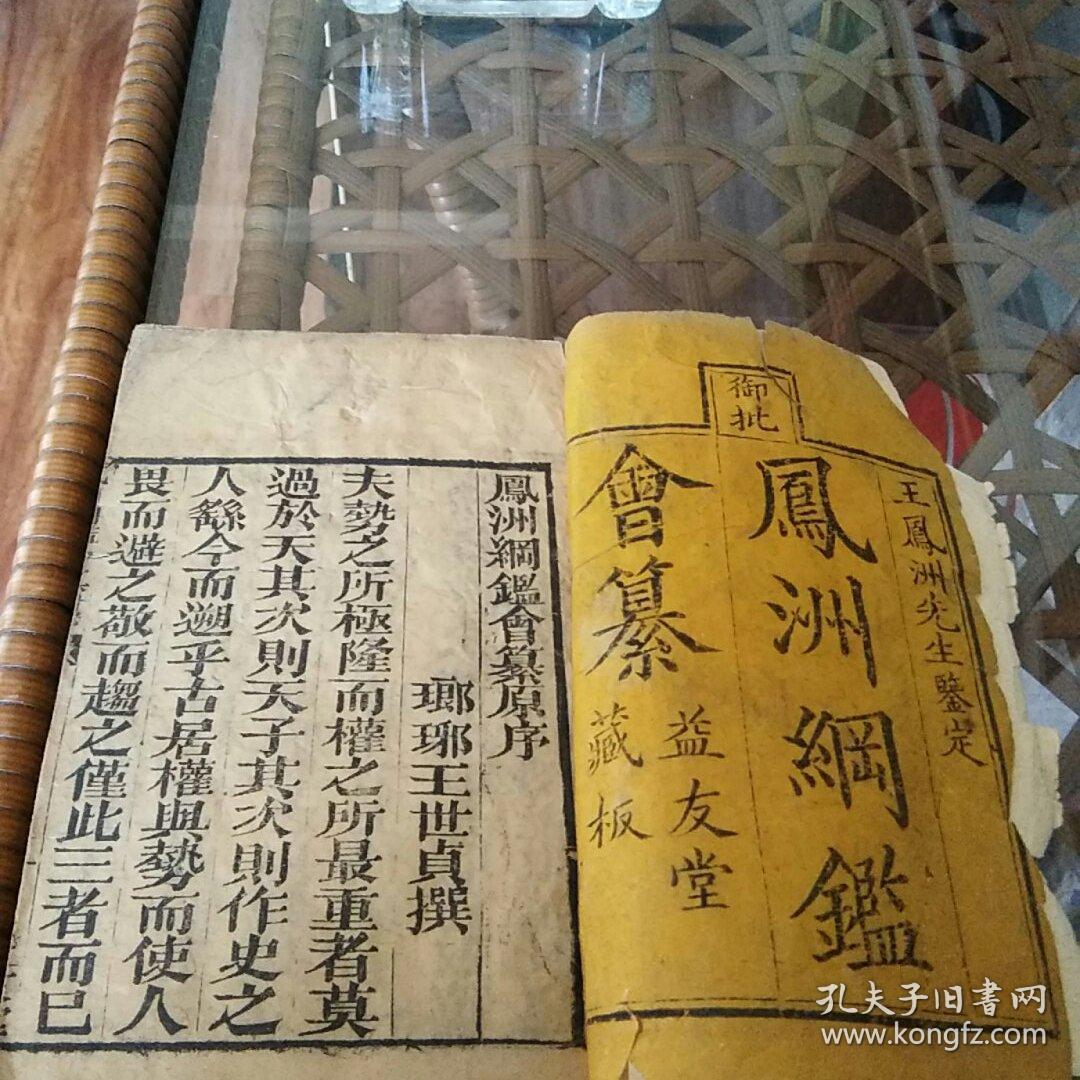 御批
王鳳洲先生鑒定
鳳洲綱鑑
會纂
益友堂
藏板
鳳洲綱鑑會纂原序
瑯琊王世貞撰
夫勢之所極隆而權之所最重者莫
過於天其次則天子其次則作史之
人繇今而遡乎古居權與勢而使人
畏而避之敬而趨之僅此三者而已
孔夫子旧書网
www.kongfz.com